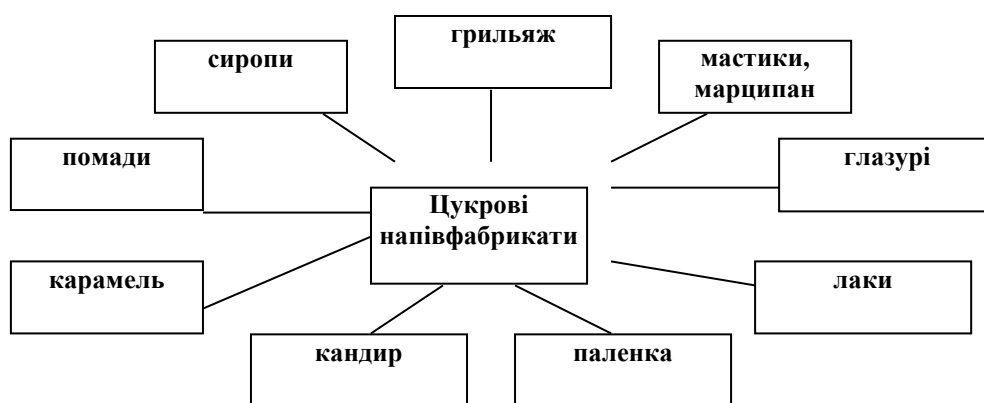 грильяж
сиропи
мастики,
марципан
помади
глазурі
Цукрові
напівфабрикати
карамель
лаки
кандир
паленка